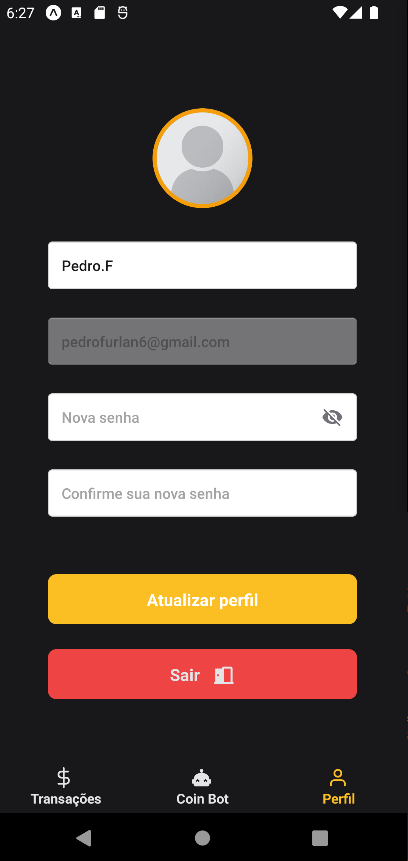 6:27
Pedro.F
pedrofurlan6@gmail.com
Nova senha
Confirme sua nova senha
Atualizar perfil
Sair
Transações Coin Bot Perfil